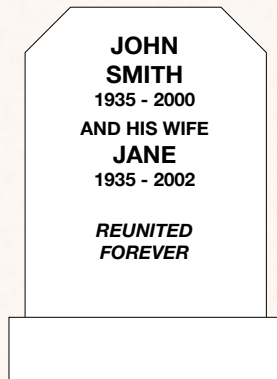 JOHN
SMITH
1935 - 2000
AND HIS WIFE
JANE
1935 - 2002
REUNITED
FOREVER